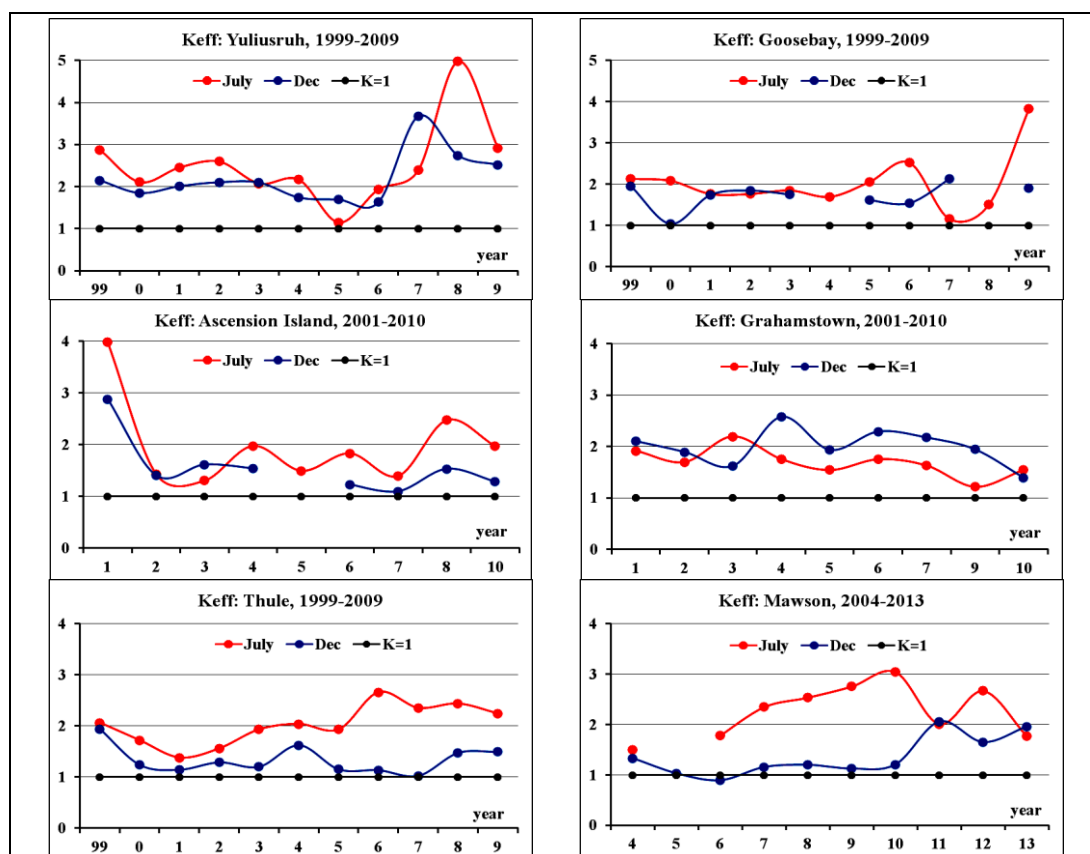 Keff: Yuliusruh, 1999-2009
July Dec K=1
5
4
3
2
1
0
year
99 0 1 2 3 4 5 6 7 8 9
Keff: Goosebay, 1999-2009
July Dec K=1
5
4
3
2
1
0
year
99 0 1 2 3 4 5 6 7 8 9
Keff: Ascension Island, 2001-2010
July Dec K=1
4
3
2
1
0
year
1 2 3 4 5 6 7 8 10
Keff: Grahamstown, 2001-2010
July Dec K=1
4
3
2
1
0
year
1 2 3 4 5 6 7 9 10
Keff: Thule, 1999-2009
July Dec K=1
4
3
2
1
0
year
99 0 1 2 3 4 5 6 7 8 9
Keff: Mawson, 2004-2013
July Dec K=1
4
3
2
1
0
year
4 5 6 7 8 9 10 11 12 13